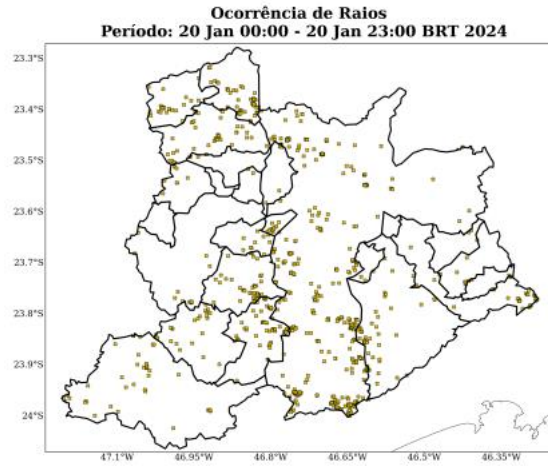 Ocorrência de Raios
Período: 20 Jan 00:00 - 20 Jan 23:00 BRT 2024
23.3°S
23.4°S
23.5°S
23.6°S
23.7°S
23.8°S
23.9°S
24°S
47.1°W 46.95°W 46.8°W 46.65°W 46.5°W 46.35°W